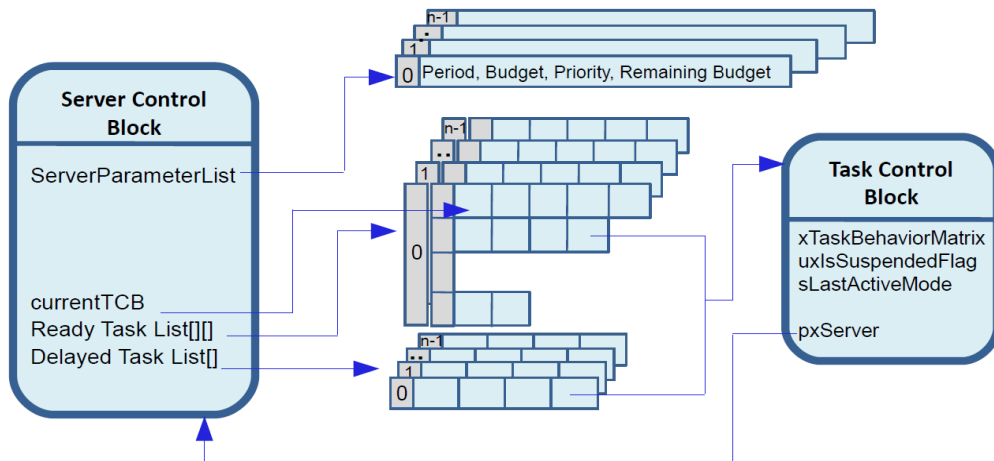 Server Control
Block
ServerParameterList
currentTCB
Ready Task List[][]
Delayed Task List[]
n-1
..
1
0
Period, Budget, Priority, Remaining Budget
n-1
..
1
0
n-1
..
1
0
Task Control
Block
xTaskBehaviorMatrix
uxIsSuspendedFlag
sLastActiveMode
pxServer